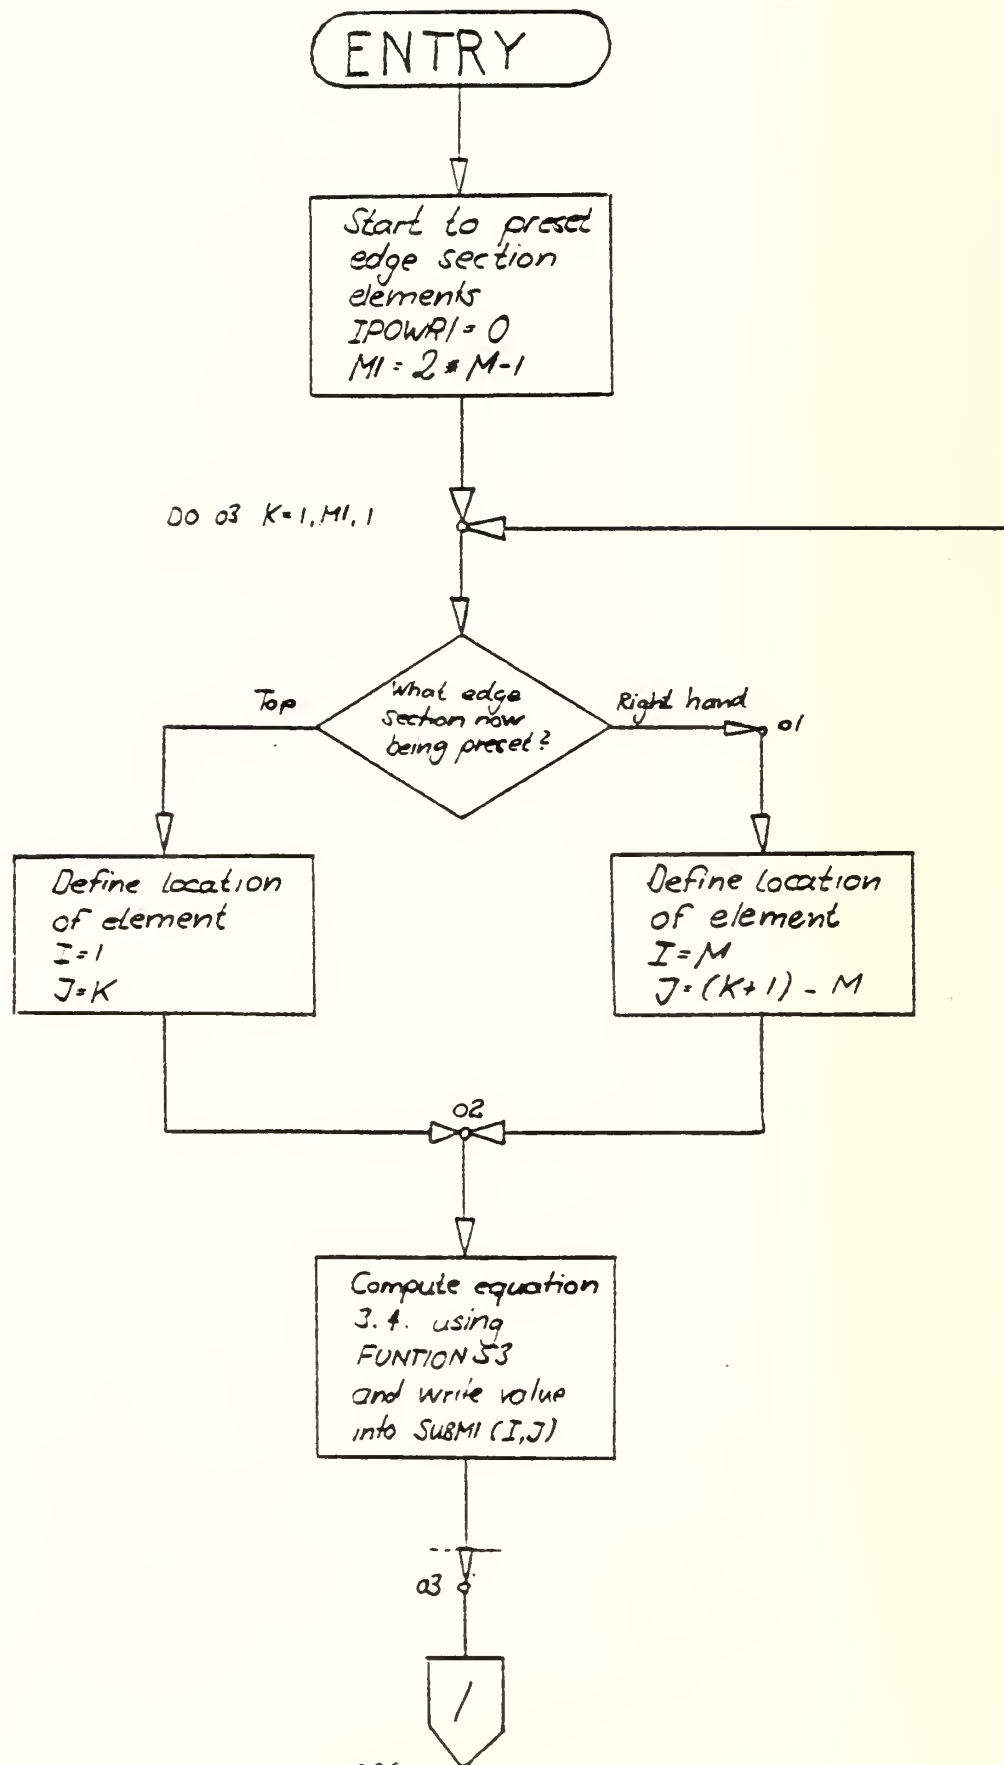 ENTRY
Start to preset
edge section
elements
IPOWR1 = 0
M1 = 2 * M-1
DO 03 K=1, M1, 1
What edge
section now
being preset?
Top
Right hand
01
Define location
of element
I=1
J=K
Define location
of element
I=M
J=(K+1) - M
02
Compute equation
3.4. using
FUNTION S3
and write value
into SUBM1 (I,J)
03
1